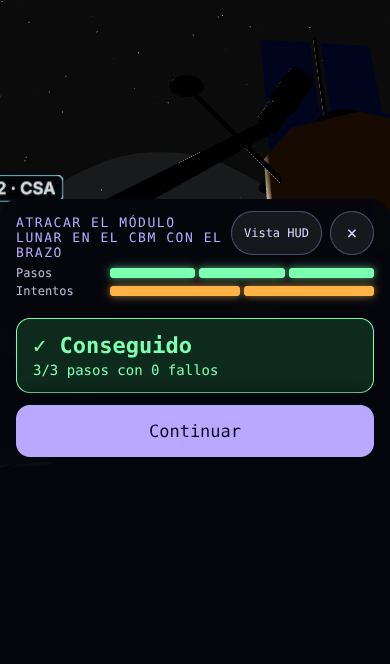 2 · CSA
ATRACAR EL MÓDULO
LUNAR EN EL CBM CON EL
BRAZO
Vista HUD
×
Pasos
Intentos
✓ Conseguido
3/3 pasos con 0 fallos
Continuar